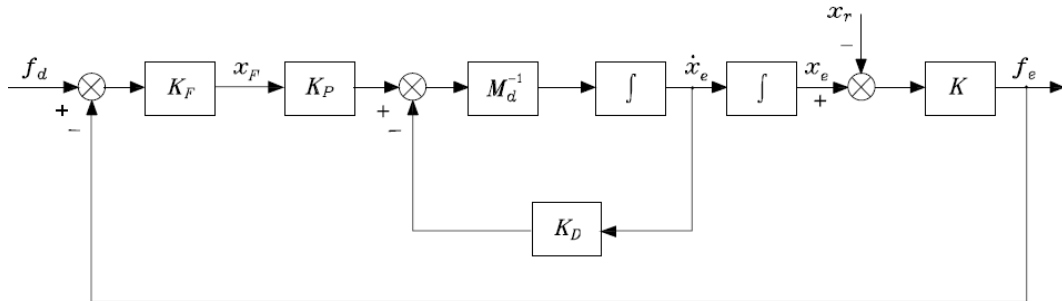 x_r
−
f_d
K_F
x_F
K_P
M_d^{-1}
∫
ẋ_e
∫
x_e
K
f_e
+
−
+
−
+
K_D